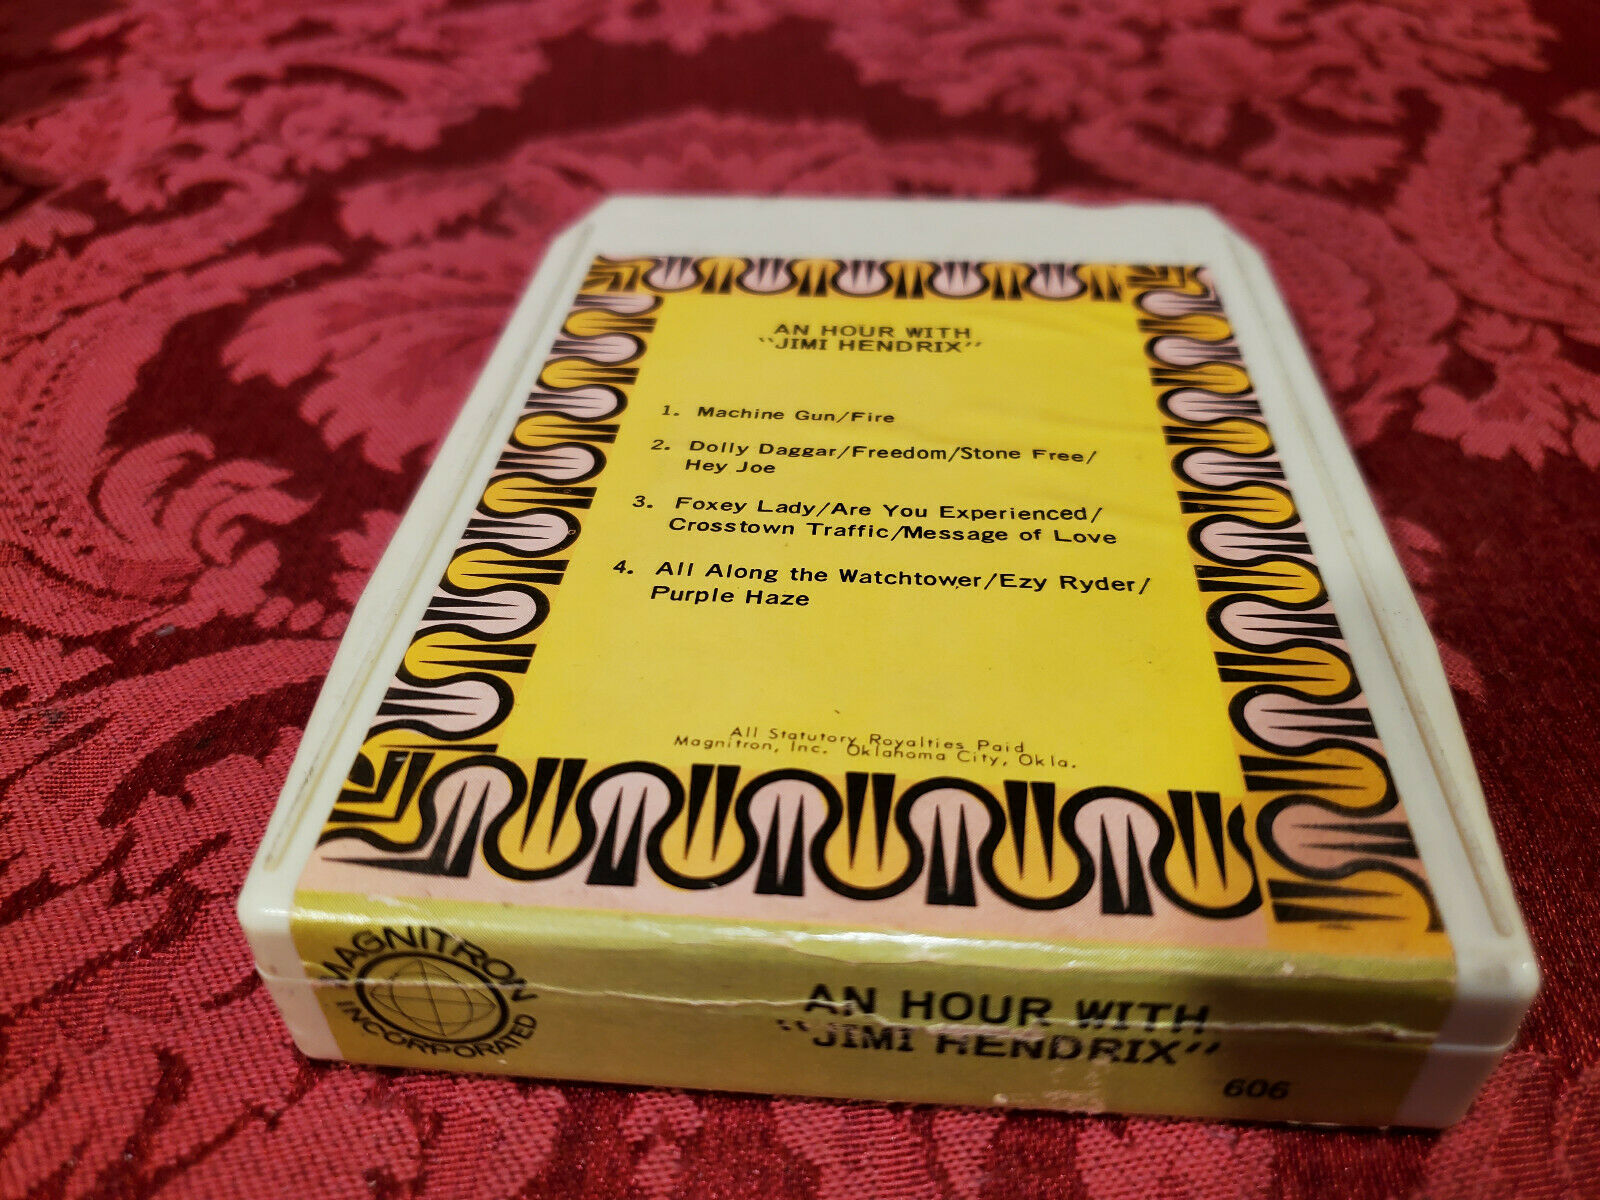 AN HOUR WITH
"JIMI HENDRIX"
1. Machine Gun/Fire
2. Dolly Daggar/Freedom/Stone Free/
Hey Joe
3. Foxey Lady/Are You Experienced/
Crosstown Traffic/Message of Love
4. All Along the Watchtower/Ezy Ryder/
Purple Haze
All Statutory Royalties Paid
Magnitron, Inc. Oklahoma City, Okla.
MAGNITRON
INCORPORATED
AN HOUR WITH
"JIMI HENDRIX"
606